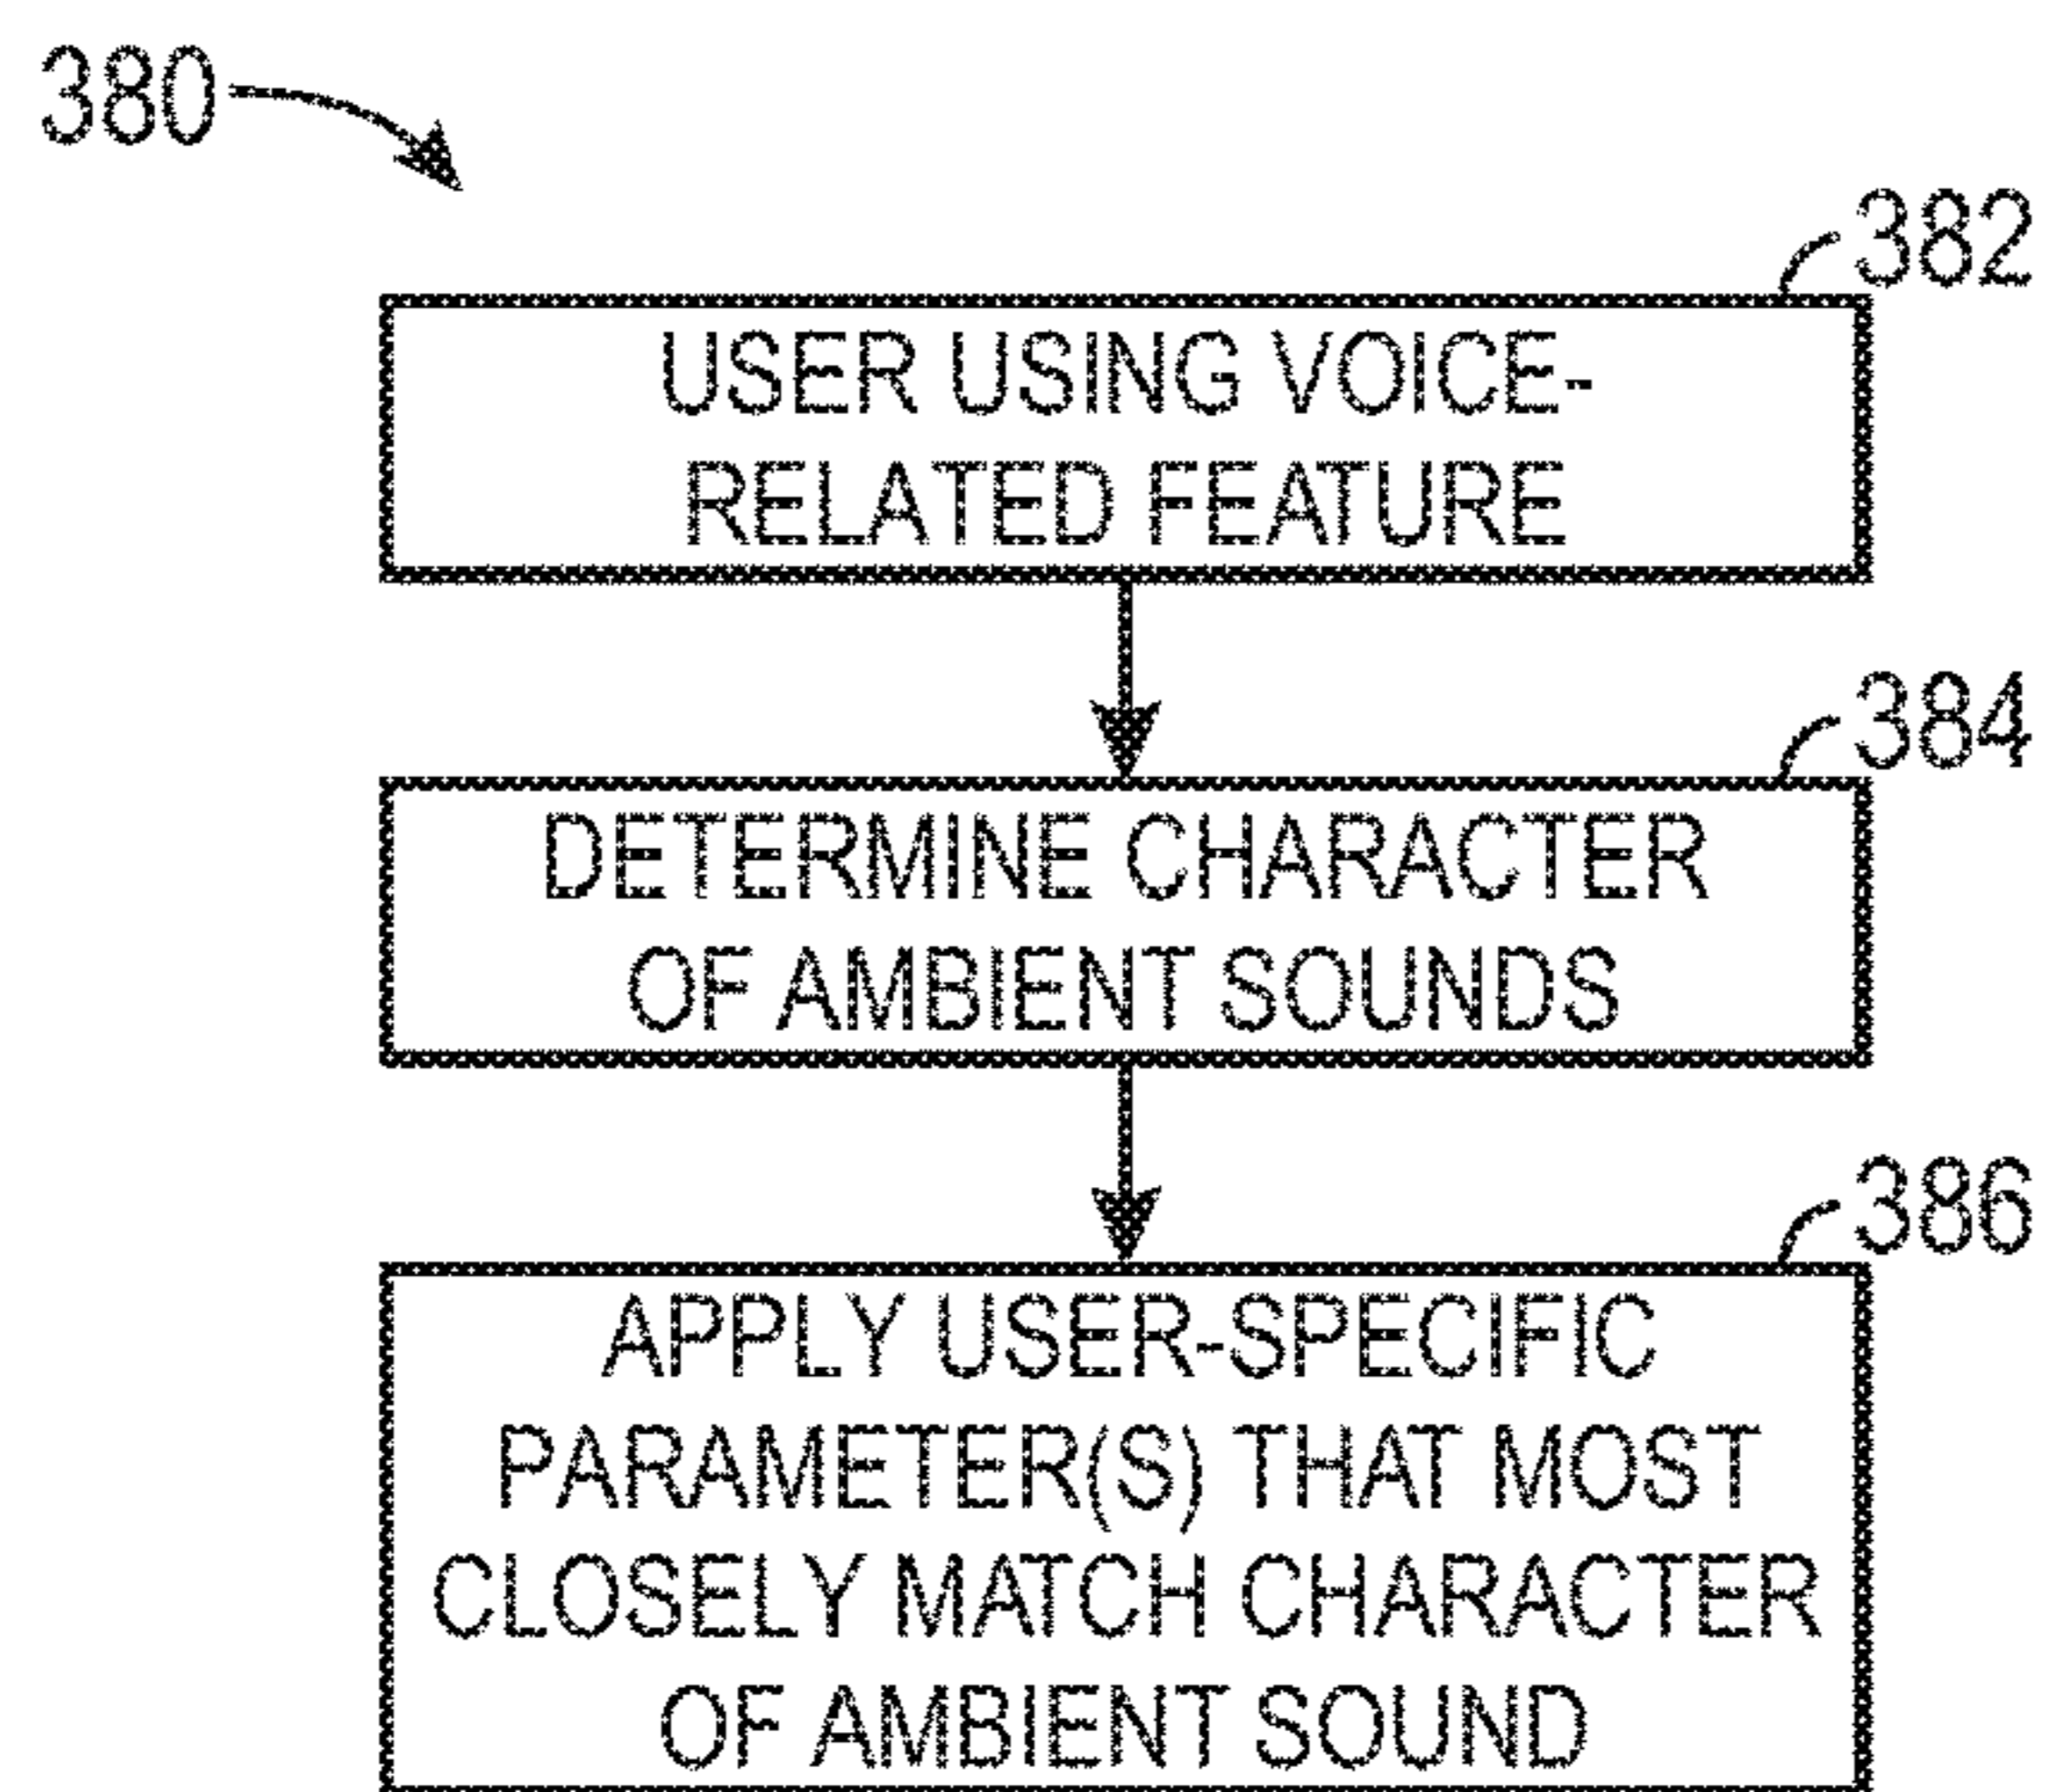 380
382
USER USING VOICE-
RELATED FEATURE
384
DETERMINE CHARACTER
OF AMBIENT SOUNDS
386
APPLY USER-SPECIFIC
PARAMETER(S) THAT MOST
CLOSELY MATCH CHARACTER
OF AMBIENT SOUND